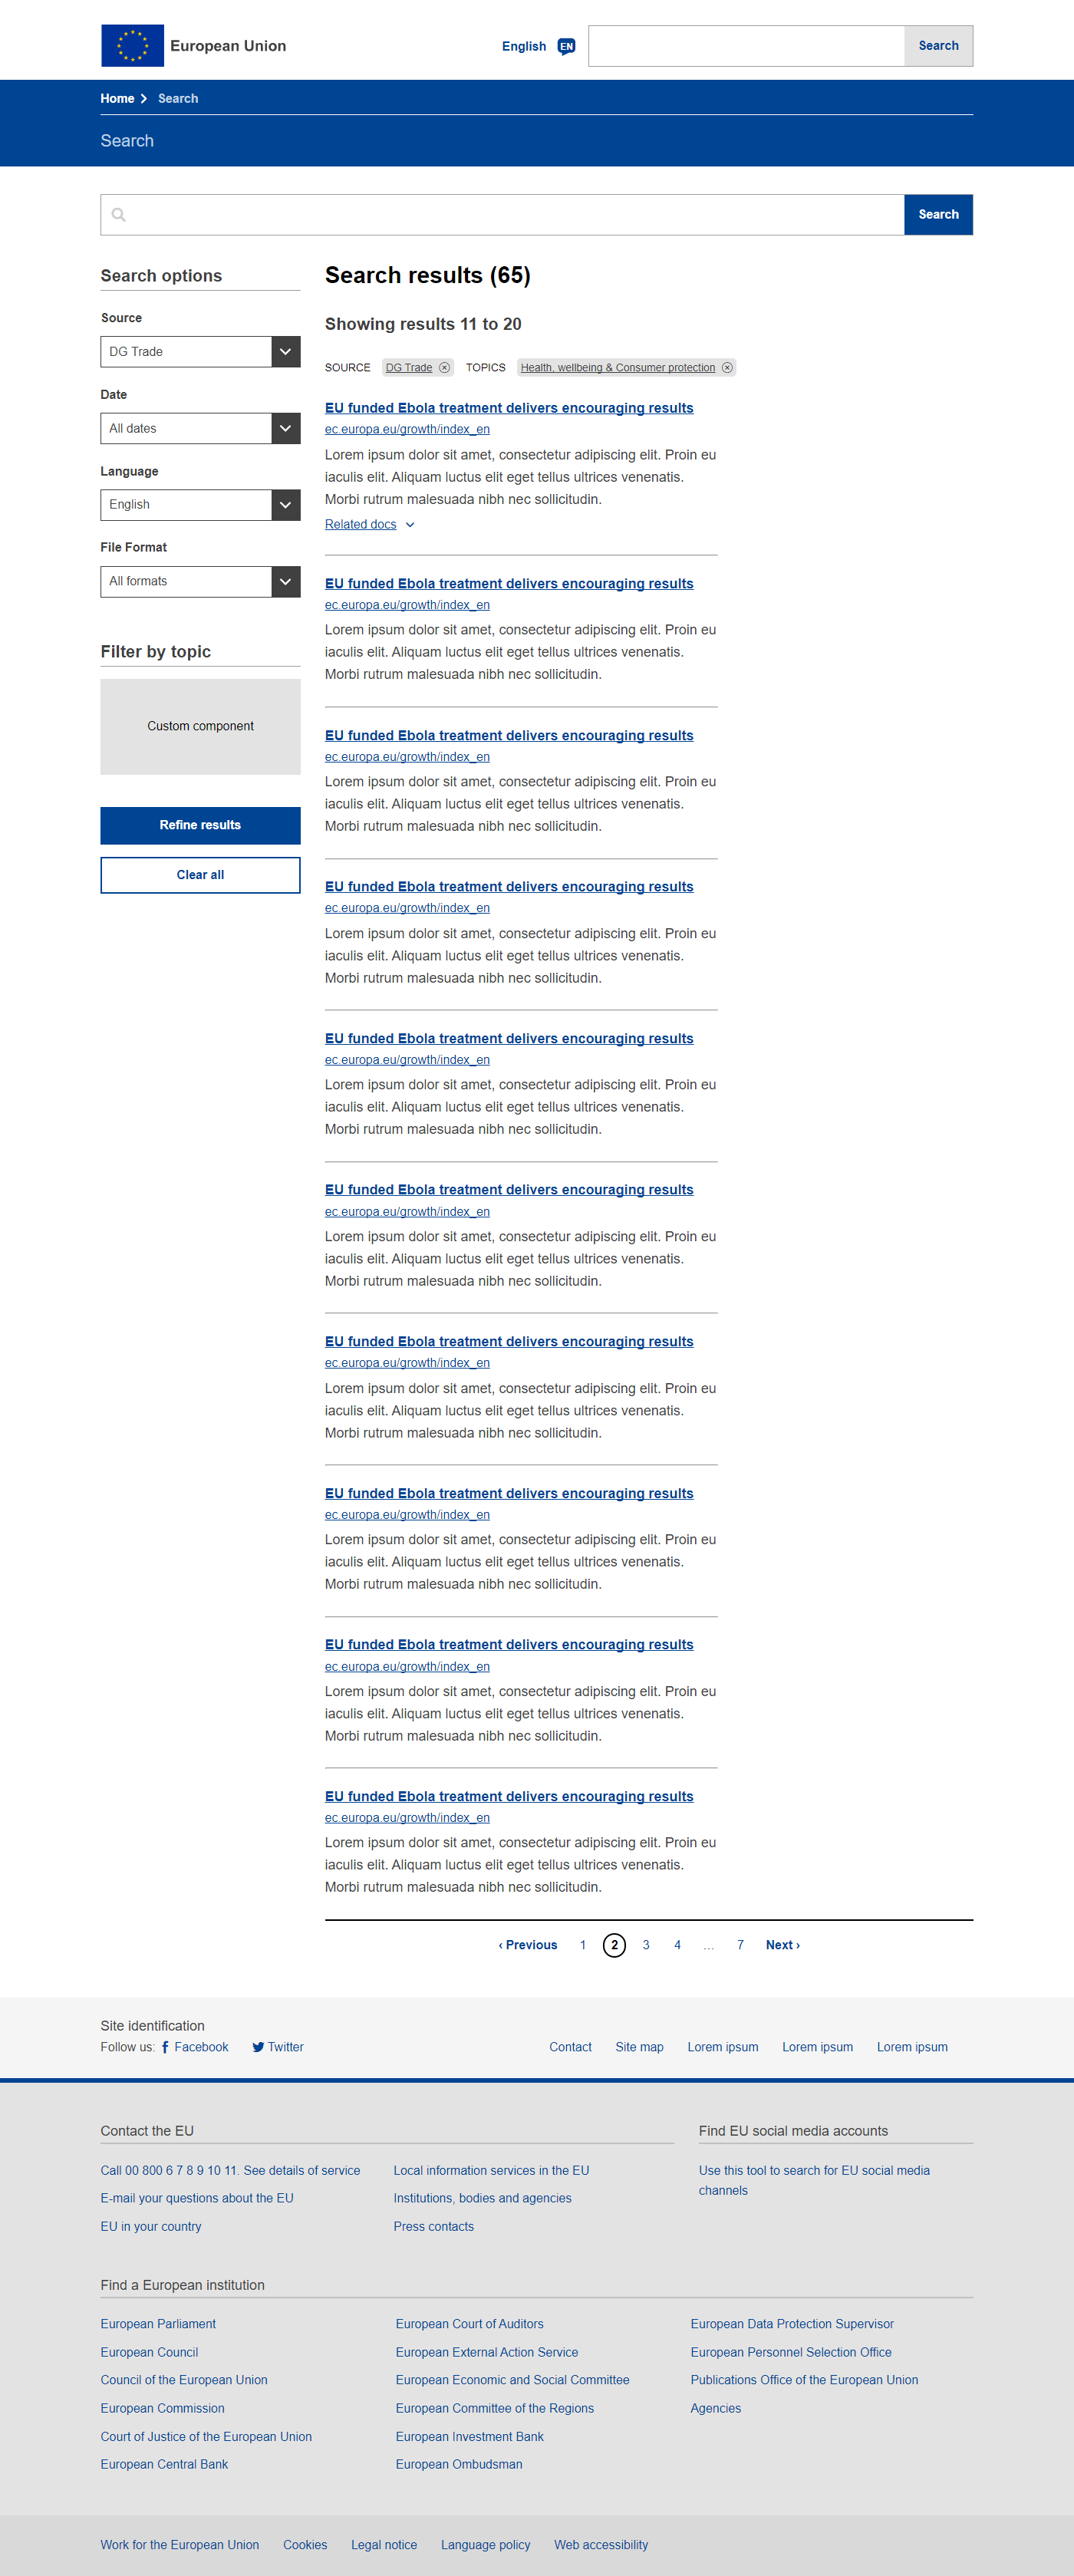 European Union
English EN
Search
Home Search
Search
Search
Search options
Source
DG Trade
Date
All dates
Language
English
File Format
All formats
Filter by topic
Custom component
Refine results
Clear all
Search results (65)
Showing results 11 to 20
SOURCE DG Trade TOPICS Health, wellbeing & Consumer protection
EU funded Ebola treatment delivers encouraging results
ec.europa.eu/growth/index_en
Lorem ipsum dolor sit amet, consectetur adipiscing elit. Proin eu
iaculis elit. Aliquam luctus elit eget tellus ultrices venenatis.
Morbi rutrum malesuada nibh nec sollicitudin.
Related docs
EU funded Ebola treatment delivers encouraging results
ec.europa.eu/growth/index_en
Lorem ipsum dolor sit amet, consectetur adipiscing elit. Proin eu
iaculis elit. Aliquam luctus elit eget tellus ultrices venenatis.
Morbi rutrum malesuada nibh nec sollicitudin.
EU funded Ebola treatment delivers encouraging results
ec.europa.eu/growth/index_en
Lorem ipsum dolor sit amet, consectetur adipiscing elit. Proin eu
iaculis elit. Aliquam luctus elit eget tellus ultrices venenatis.
Morbi rutrum malesuada nibh nec sollicitudin.
EU funded Ebola treatment delivers encouraging results
ec.europa.eu/growth/index_en
Lorem ipsum dolor sit amet, consectetur adipiscing elit. Proin eu
iaculis elit. Aliquam luctus elit eget tellus ultrices venenatis.
Morbi rutrum malesuada nibh nec sollicitudin.
EU funded Ebola treatment delivers encouraging results
ec.europa.eu/growth/index_en
Lorem ipsum dolor sit amet, consectetur adipiscing elit. Proin eu
iaculis elit. Aliquam luctus elit eget tellus ultrices venenatis.
Morbi rutrum malesuada nibh nec sollicitudin.
EU funded Ebola treatment delivers encouraging results
ec.europa.eu/growth/index_en
Lorem ipsum dolor sit amet, consectetur adipiscing elit. Proin eu
iaculis elit. Aliquam luctus elit eget tellus ultrices venenatis.
Morbi rutrum malesuada nibh nec sollicitudin.
EU funded Ebola treatment delivers encouraging results
ec.europa.eu/growth/index_en
Lorem ipsum dolor sit amet, consectetur adipiscing elit. Proin eu
iaculis elit. Aliquam luctus elit eget tellus ultrices venenatis.
Morbi rutrum malesuada nibh nec sollicitudin.
EU funded Ebola treatment delivers encouraging results
ec.europa.eu/growth/index_en
Lorem ipsum dolor sit amet, consectetur adipiscing elit. Proin eu
iaculis elit. Aliquam luctus elit eget tellus ultrices venenatis.
Morbi rutrum malesuada nibh nec sollicitudin.
EU funded Ebola treatment delivers encouraging results
ec.europa.eu/growth/index_en
Lorem ipsum dolor sit amet, consectetur adipiscing elit. Proin eu
iaculis elit. Aliquam luctus elit eget tellus ultrices venenatis.
Morbi rutrum malesuada nibh nec sollicitudin.
EU funded Ebola treatment delivers encouraging results
ec.europa.eu/growth/index_en
Lorem ipsum dolor sit amet, consectetur adipiscing elit. Proin eu
iaculis elit. Aliquam luctus elit eget tellus ultrices venenatis.
Morbi rutrum malesuada nibh nec sollicitudin.
‹ Previous 1 2 3 4 ... 7 Next ›
Site identification
Follow us: Facebook Twitter
Contact Site map Lorem ipsum Lorem ipsum Lorem ipsum
Contact the EU
Call 00 800 6 7 8 9 10 11. See details of service
E-mail your questions about the EU
EU in your country
Local information services in the EU
Institutions, bodies and agencies
Press contacts
Find EU social media accounts
Use this tool to search for EU social media
channels
Find a European institution
European Parliament
European Council
Council of the European Union
European Commission
Court of Justice of the European Union
European Central Bank
European Court of Auditors
European External Action Service
European Economic and Social Committee
European Committee of the Regions
European Investment Bank
European Ombudsman
European Data Protection Supervisor
European Personnel Selection Office
Publications Office of the European Union
Agencies
Work for the European Union Cookies Legal notice Language policy Web accessibility